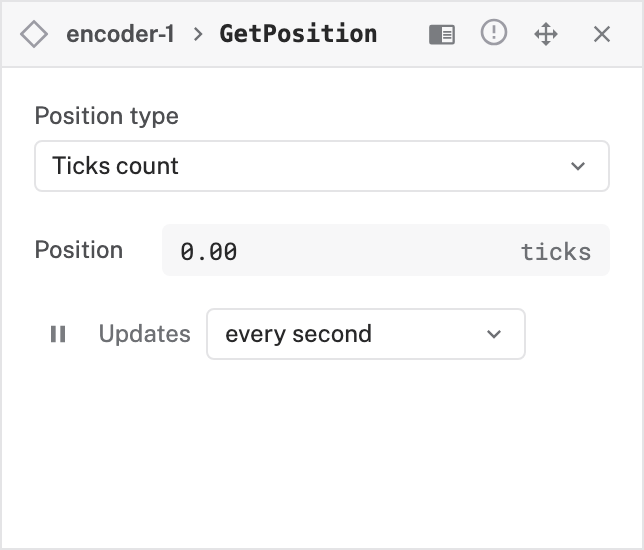 encoder-1 > GetPosition
Position type
Ticks count
Position 0.00 ticks
Updates every second